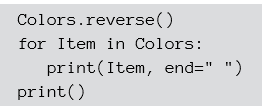 Colors.reverse()
for Item in Colors:
   print(Item, end=" ")
print()